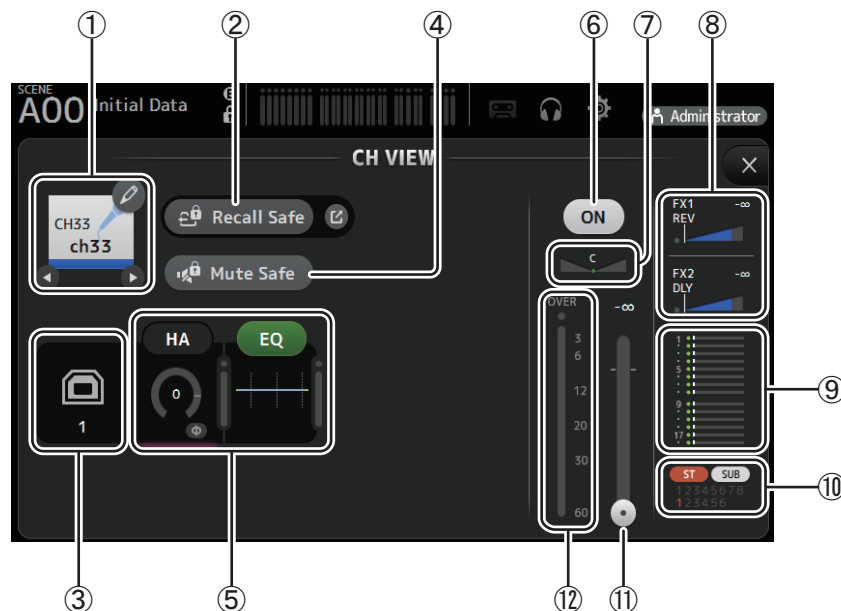 ① ② ④ ⑥ ⑦ ⑧
SCENE
A00 Initial Data
Administrator
CH VIEW
CH33
ch33
Recall Safe
Mute Safe
ON
C
FX1 -∞
REV
FX2 -∞
DLY
HA
EQ
0
Φ
1
OVER
-∞
3
6
12
20
30
60
1
5
9
17
⑨
ST SUB
12345678
123456
⑩
③ ⑤ ⑫ ⑪